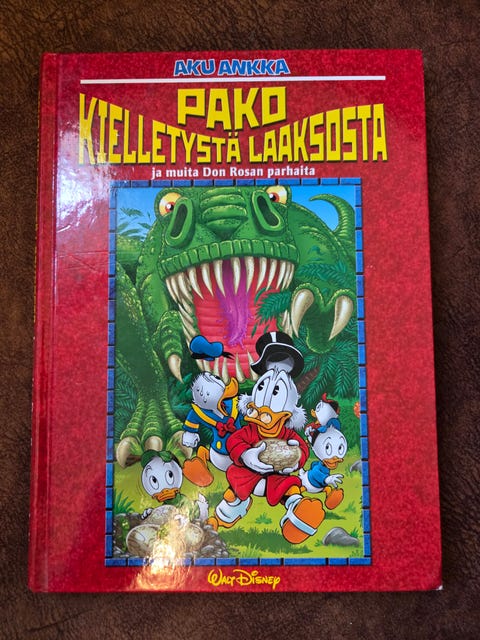 AKU ANKKA
PAKO
KIELLETYSTÄ LAAKSOSTA
ja muita Don Rosan parhaita
WALT DISNEY